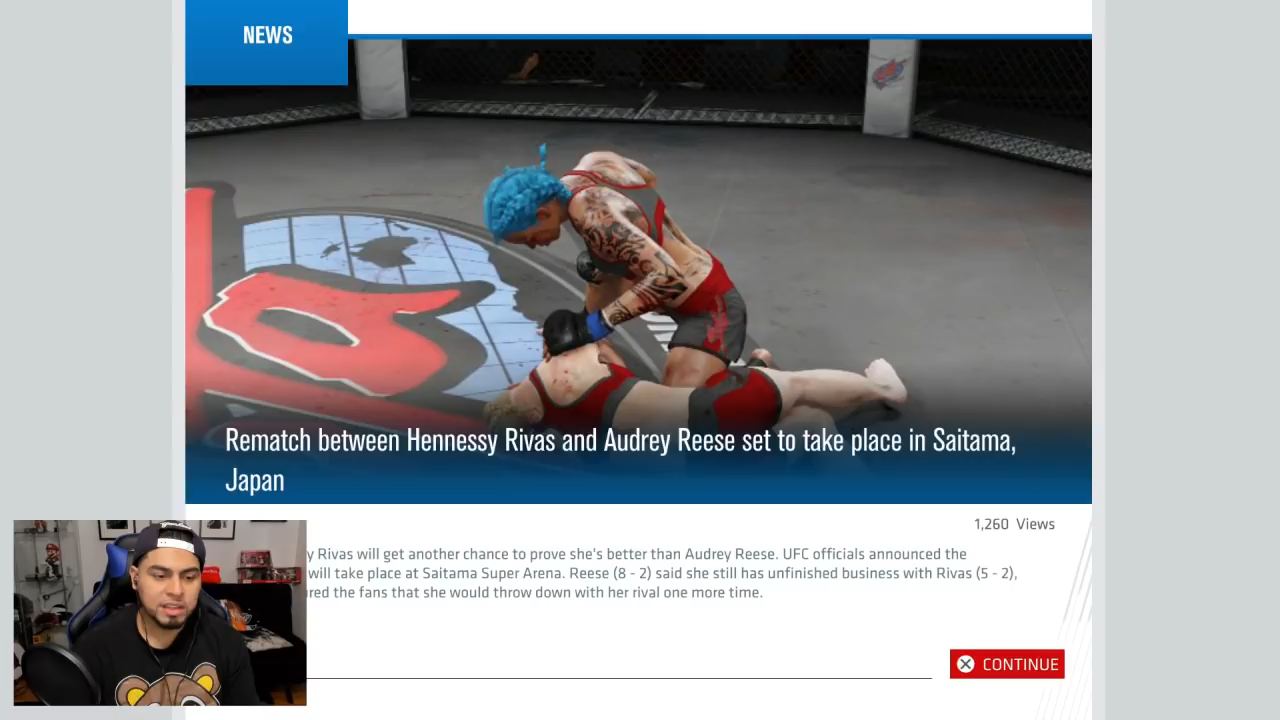 NEWS
Rematch between Hennessy Rivas and Audrey Reese set to take place in Saitama,
Japan
1,260 Views
y Rivas will get another chance to prove she's better than Audrey Reese. UFC officials announced the
will take place at Saitama Super Arena. Reese (8 - 2) said she still has unfinished business with Rivas (5 - 2),
red the fans that she would throw down with her rival one more time.
CONTINUE